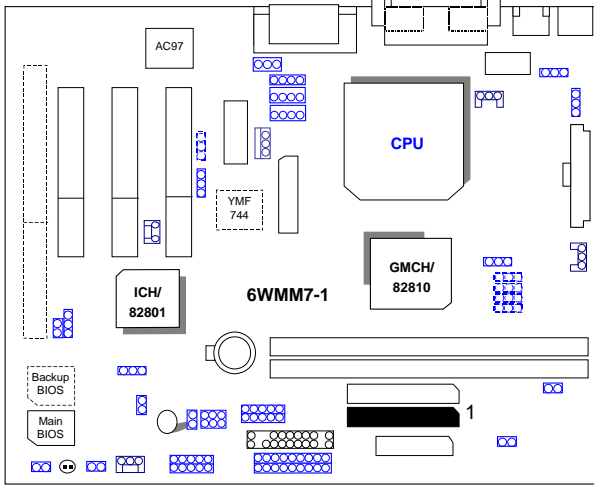 AC97
CPU
YMF
744
GMCH/
82810
ICH/
82801
6WMM7-1
Backup
BIOS
Main
BIOS
1